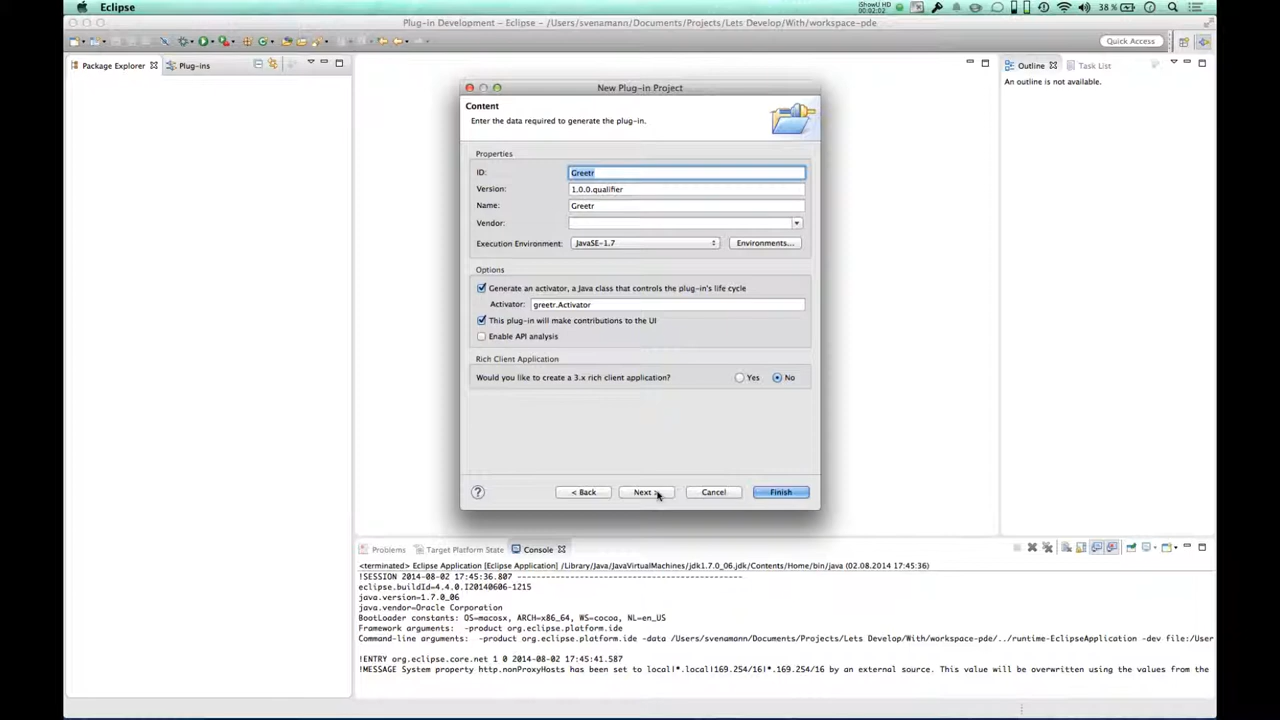 Eclipse
iShowU HD
00:02:02
38 %
Plug-in Development - Eclipse - /Users/svenamann/Documents/Projects/Lets Develop/With/workspace-pde
Quick Access
Package Explorer
Plug-ins
Outline
Task List
An outline is not available.
New Plug-in Project
Content
Enter the data required to generate the plug-in.
Properties
ID: Greetr
Version: 1.0.0.qualifier
Name: Greetr
Vendor:
Execution Environment: JavaSE-1.7 Environments...
Options
Generate an activator, a Java class that controls the plug-in's life cycle
Activator: greetr.Activator
This plug-in will make contributions to the UI
Enable API analysis
Rich Client Application
Would you like to create a 3.x rich client application? Yes No
? < Back Next > Cancel Finish
Problems Target Platform State Console
<terminated> Eclipse Application [Eclipse Application] /Library/Java/JavaVirtualMachines/jdk1.7.0_06.jdk/Contents/Home/bin/java (02.08.2014 17:45:36)
!SESSION 2014-08-02 17:45:36.807 -----------------------------------------------
eclipse.buildId=4.4.0.I20140606-1215
java.version=1.7.0_06
java.vendor=Oracle Corporation
BootLoader constants: OS=macosx, ARCH=x86_64, WS=cocoa, NL=en_US
Framework arguments:  -product org.eclipse.platform.ide
Command-line arguments:  -product org.eclipse.platform.ide -data /Users/svenamann/Documents/Projects/Lets Develop/With/workspace-pde/../runtime-EclipseApplication -dev file:/User
!ENTRY org.eclipse.core.net 1 0 2014-08-02 17:45:41.587
!MESSAGE System property http.nonProxyHosts has been set to local|*.local|169.254/16|*.169.254/16 by an external source. This value will be overwritten using the values from the